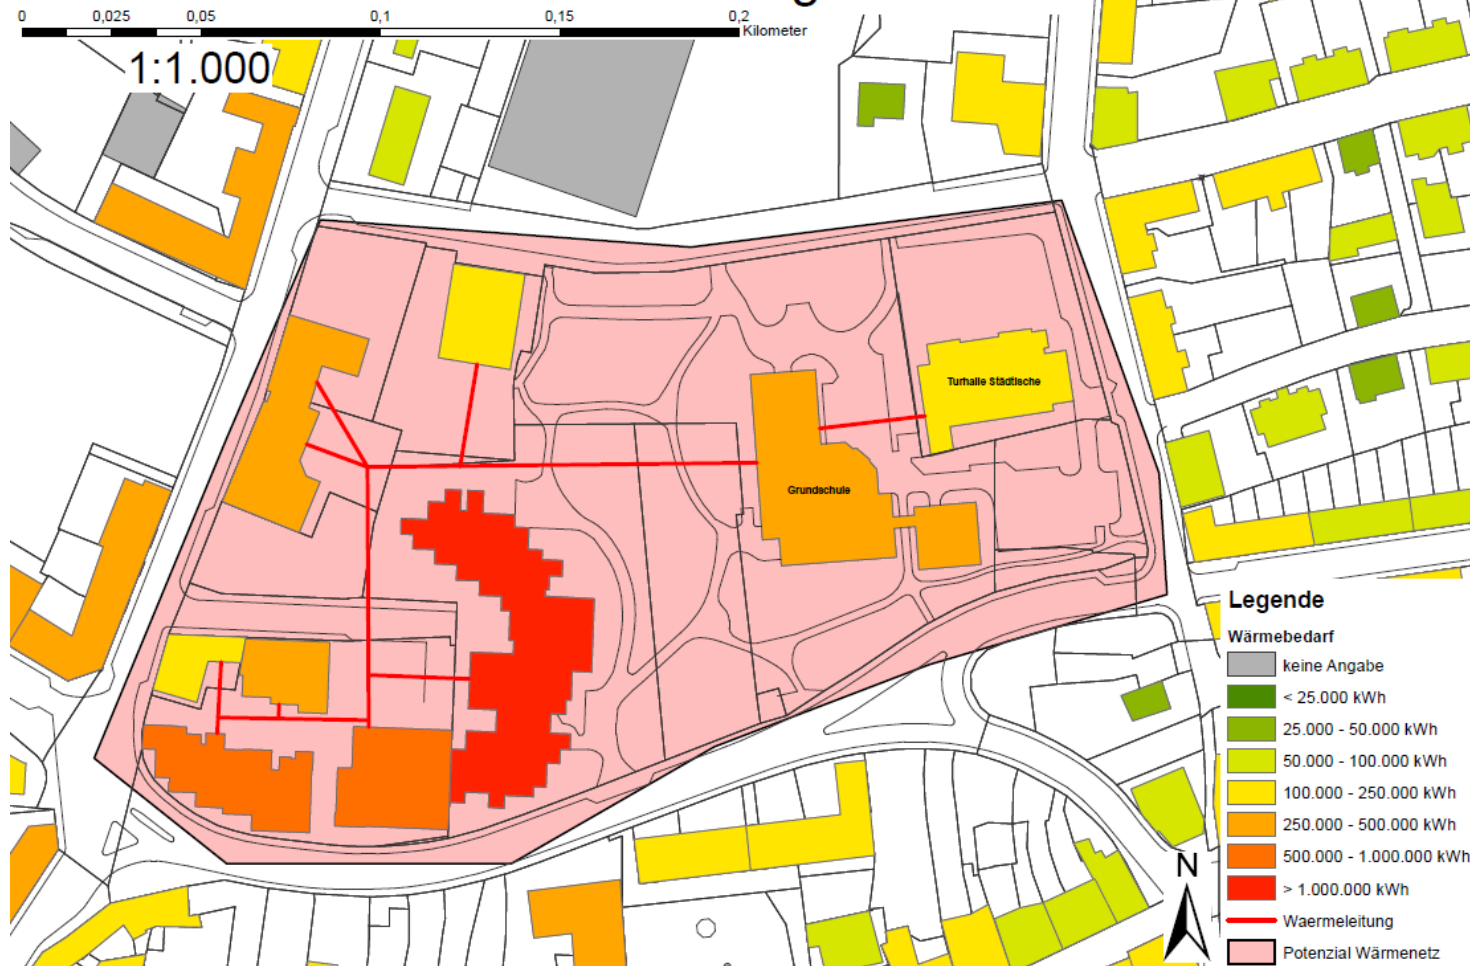 0 0,025 0,05 0,1 0,15 0,2
Kilometer
1:1.000
Turhalle Städtische
Grundschule
Legende
Wärmebedarf
keine Angabe
< 25.000 kWh
25.000 - 50.000 kWh
50.000 - 100.000 kWh
100.000 - 250.000 kWh
250.000 - 500.000 kWh
500.000 - 1.000.000 kWh
> 1.000.000 kWh
Waermeleitung
Potenzial Wärmenetz
N